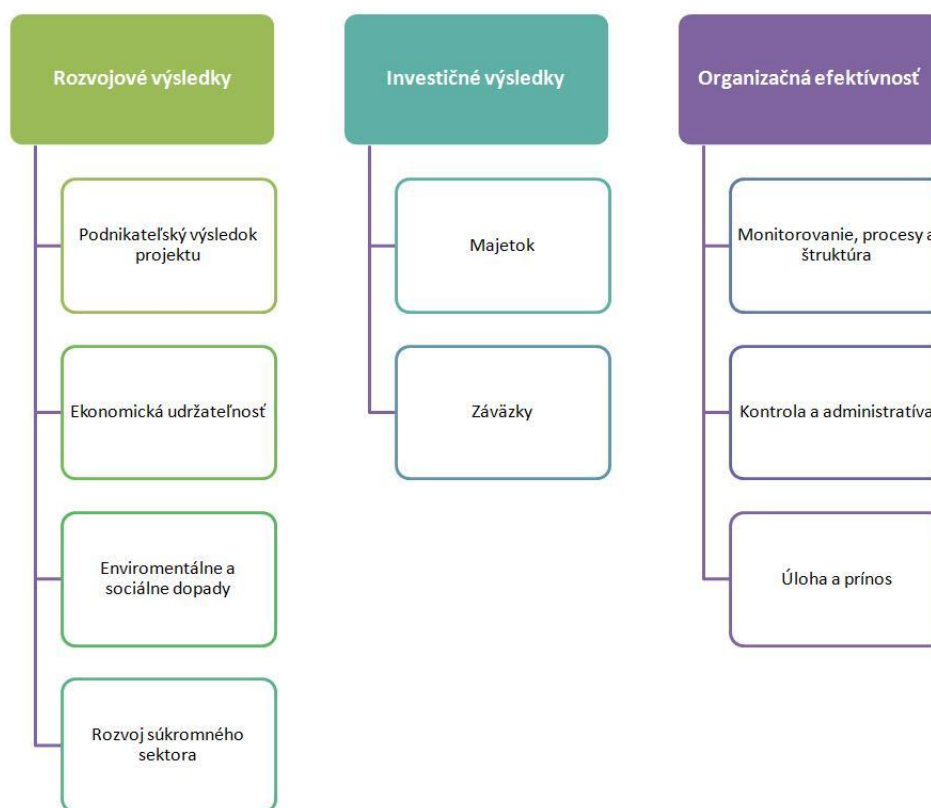 Rozvojové výsledky
Podnikateľský výsledok
projektu
Ekonomická udržateľnosť
Enviromentálne a
sociálne dopady
Rozvoj súkromného
sektora
Investičné výsledky
Majetok
Záväzky
Organizačná efektívnosť
Monitorovanie, procesy a
štruktúra
Kontrola a administratíva
Úloha a prínos